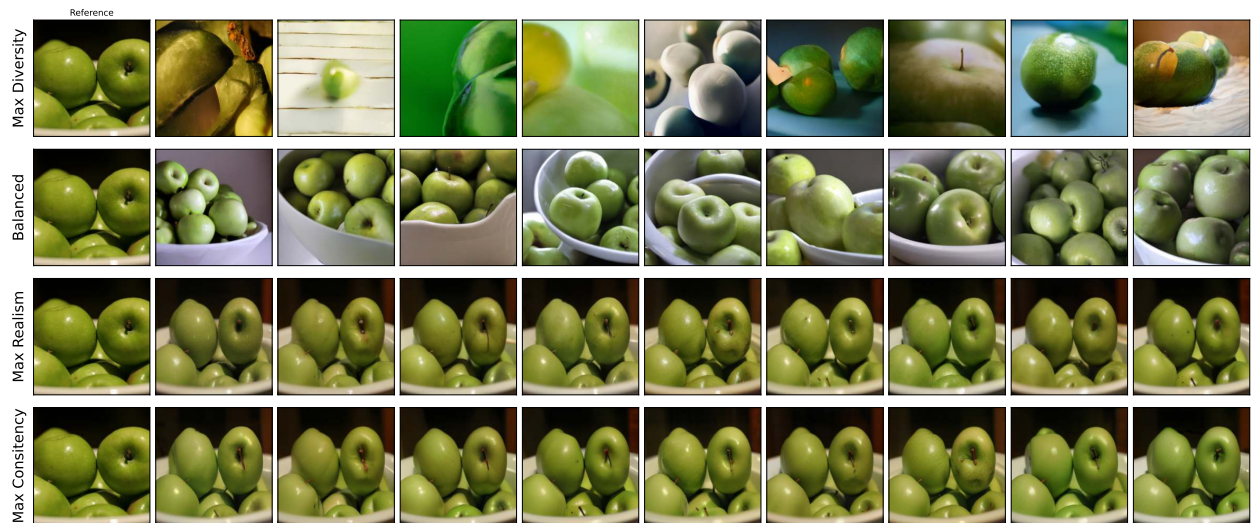 Reference
Max Diversity
Balanced
Max Realism
Max Consitency